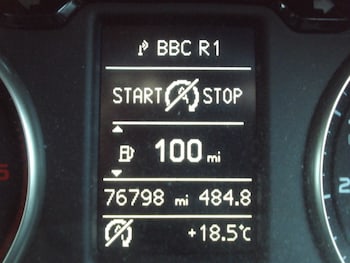 BBC R1
START STOP
100 mi
76798 mi 484.8
+18.5°C